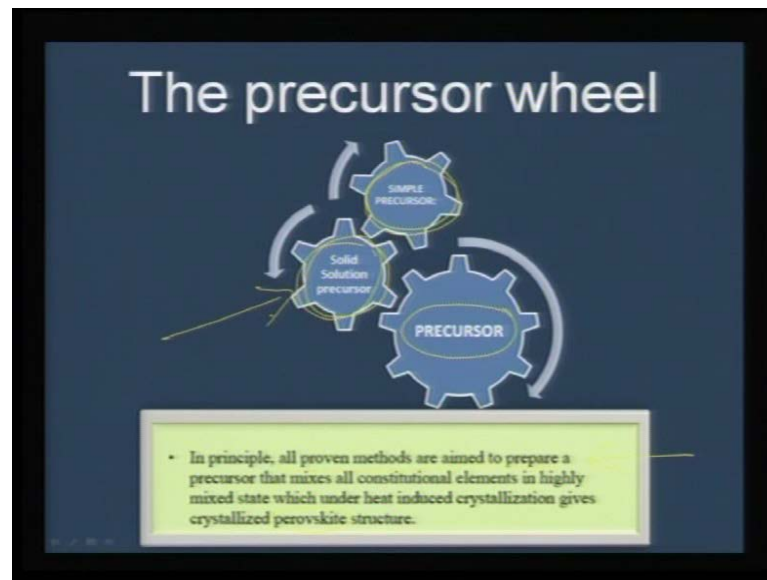 The precursor wheel
SIMPLE
PRECURSOR:
Solid
Solution
precursor
PRECURSOR
• In principle, all proven methods are aimed to prepare a
precursor that mixes all constitutional elements in highly
mixed state which under heat induced crystallization gives
crystallized perovskite structure.